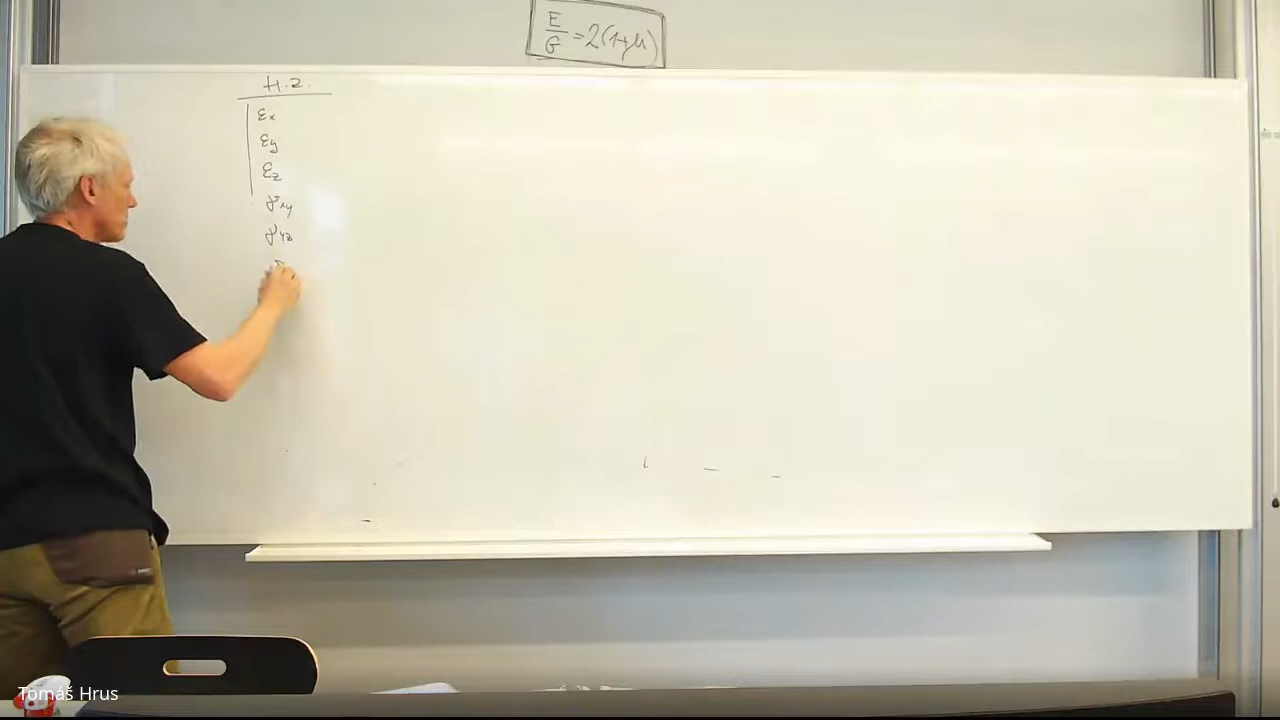 E/G = 2(1+μ)
H.Z.
εx
εy
εz
γxy
γyz
Tomáš Hrus